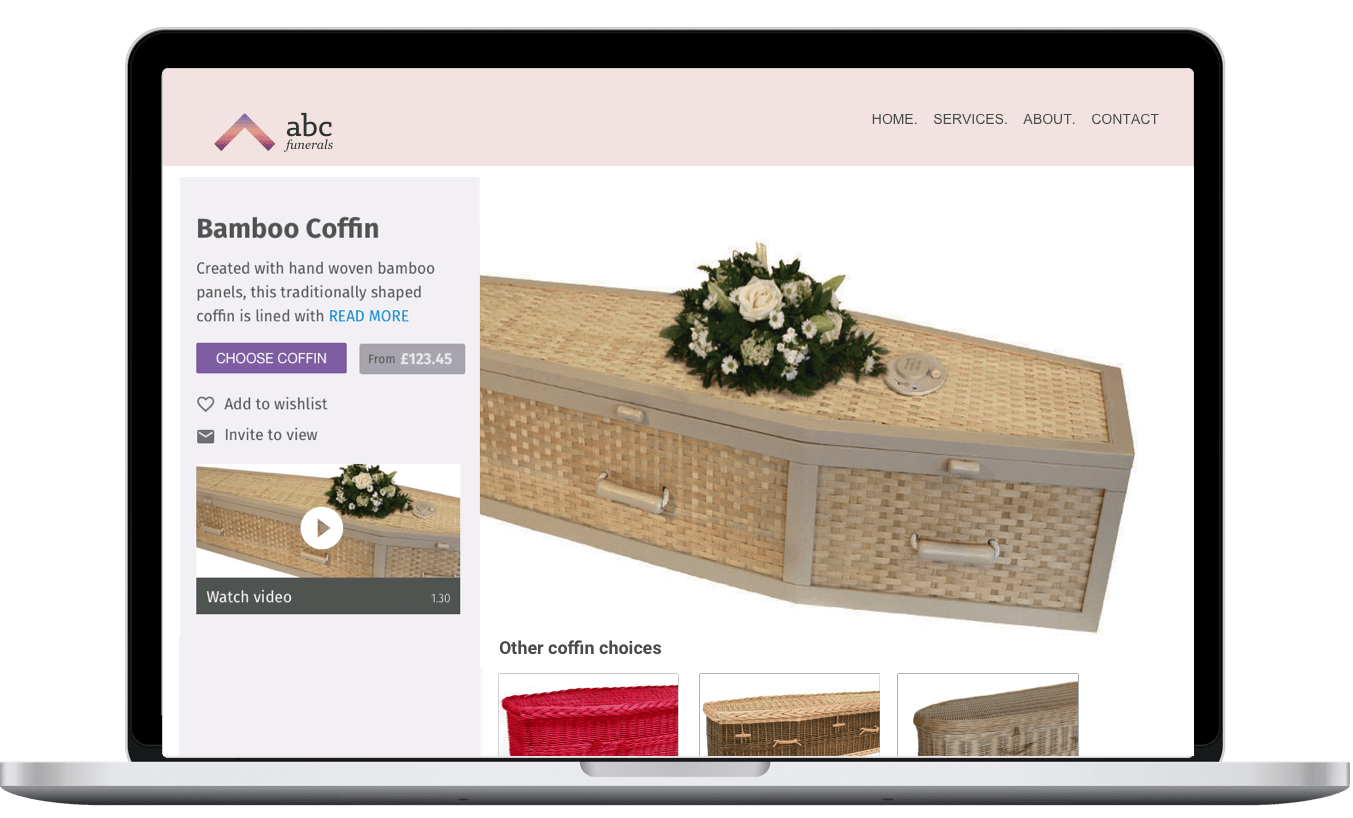 abc
funerals
HOME. SERVICES. ABOUT. CONTACT
Bamboo Coffin
Created with hand woven bamboo
panels, this traditionally shaped
coffin is lined with READ MORE
CHOOSE COFFIN
From £123.45
Add to wishlist
Invite to view
Watch video 1.30
Other coffin choices